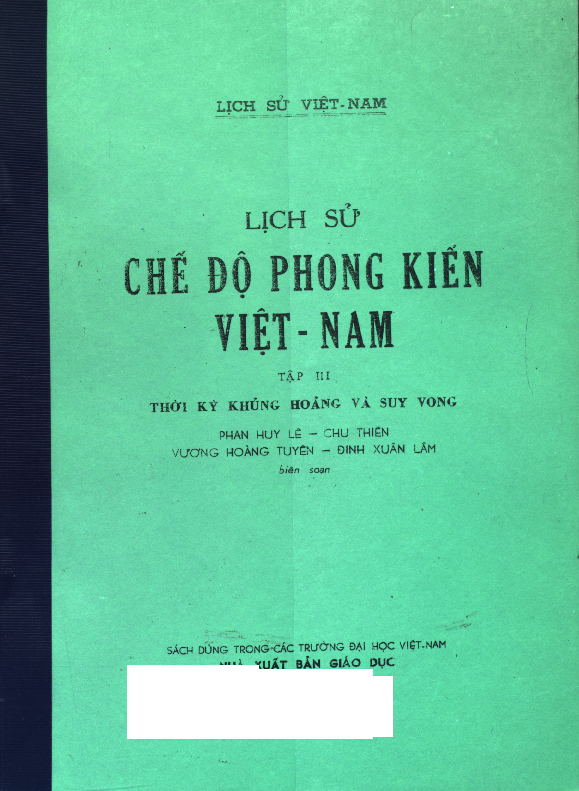 LỊCH SỬ VIỆT-NAM
LỊCH SỬ
CHẾ ĐỘ PHONG KIẾN
VIỆT-NAM
TẬP III
THỜI KỲ KHỦNG HOẢNG VÀ SUY VONG
PHAN HUY LÊ – CHU THIÊN
VƯƠNG HOÀNG TUYÊN – ĐINH XUÂN LÂM
biên soạn
SÁCH DÙNG TRONG CÁC TRƯỜNG ĐẠI HỌC VIỆT-NAM
NHÀ XUẤT BẢN GIÁO DỤC